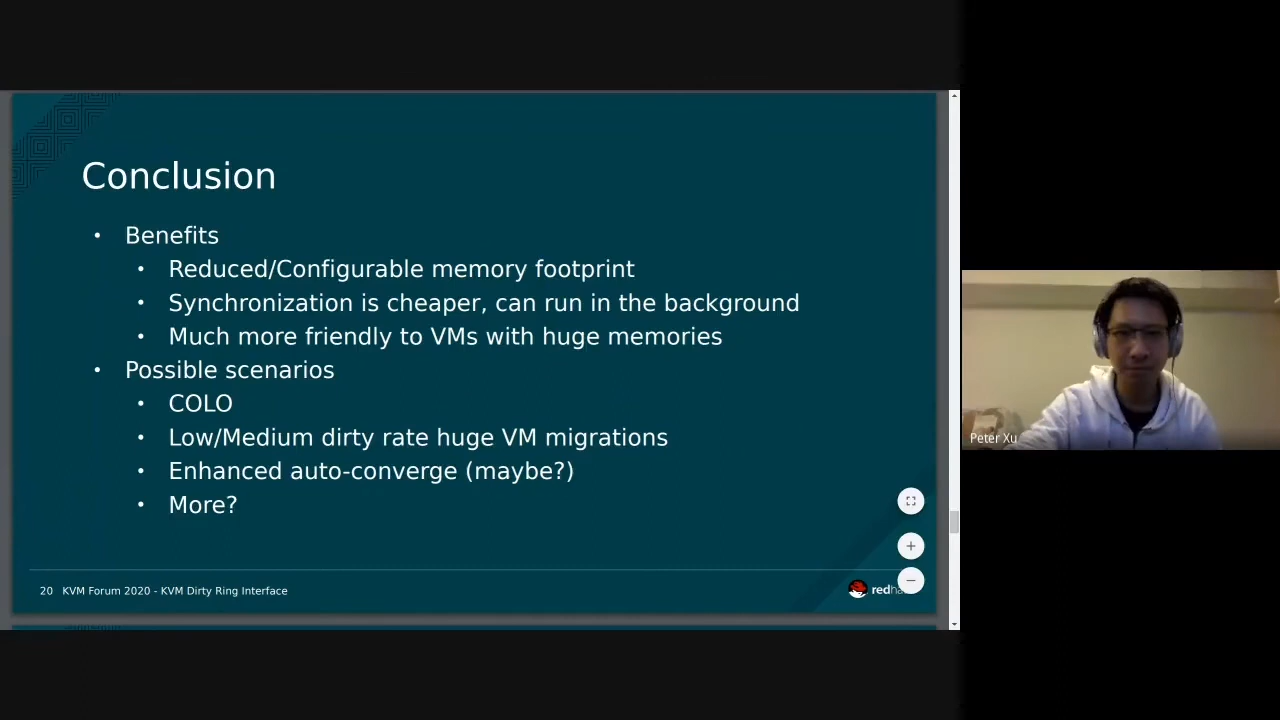 Conclusion
• Benefits
• Reduced/Configurable memory footprint
• Synchronization is cheaper, can run in the background
• Much more friendly to VMs with huge memories
• Possible scenarios
• COLO
• Low/Medium dirty rate huge VM migrations
• Enhanced auto-converge (maybe?)
• More?
20 KVM Forum 2020 - KVM Dirty Ring Interface
Peter Xu